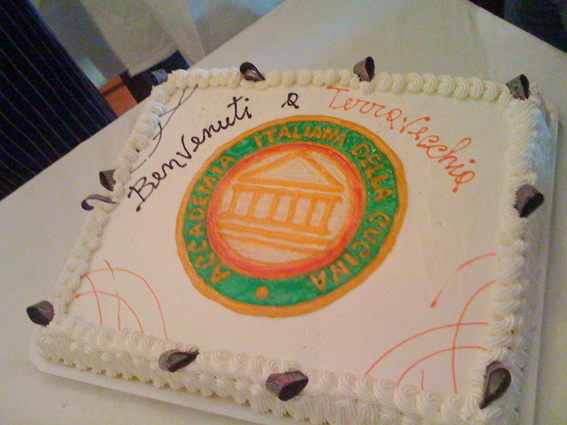 Benvenuti a Terravecchia
ACCADEMIA ITALIANA DELLA CUCINA